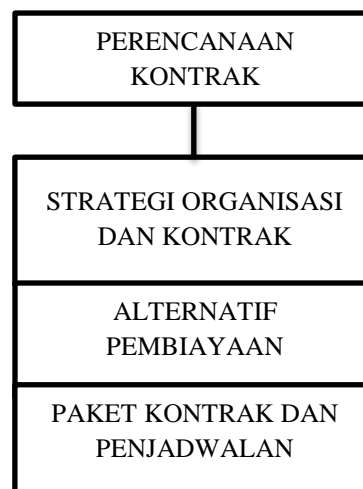 PERENCANAAN
KONTRAK
STRATEGI ORGANISASI
DAN KONTRAK
ALTERNATIF
PEMBIAYAAN
PAKET KONTRAK DAN
PENJADWALAN